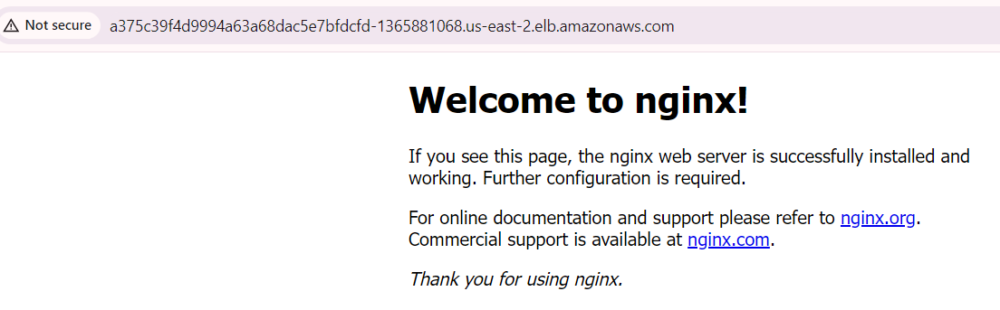 Not secure a375c39f4d9994a63a68dac5e7bfdcfd-1365881068.us-east-2.elb.amazonaws.com
Welcome to nginx!
If you see this page, the nginx web server is successfully installed and
working. Further configuration is required.
For online documentation and support please refer to nginx.org.
Commercial support is available at nginx.com.
Thank you for using nginx.